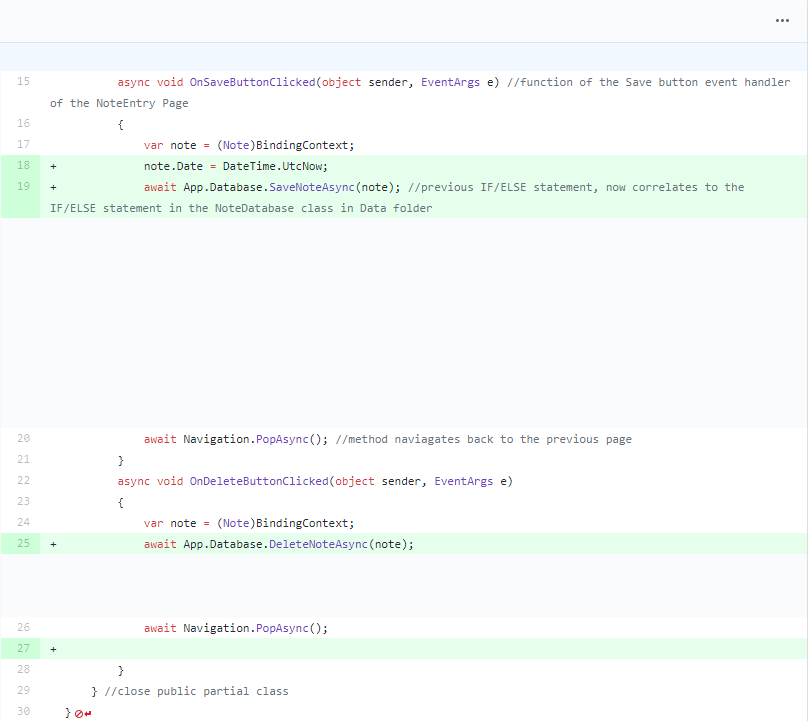 15 async void OnSaveButtonClicked(object sender, EventArgs e) //function of the Save button event handler
of the NoteEntry Page
16 {
17 var note = (Note)BindingContext;
18 + note.Date = DateTime.UtcNow;
19 + await App.Database.SaveNoteAsync(note); //previous IF/ELSE statement, now correlates to the
IF/ELSE statement in the NoteDatabase class in Data folder
20 await Navigation.PopAsync(); //method naviagates back to the previous page
21 }
22 async void OnDeleteButtonClicked(object sender, EventArgs e)
23 {
24 var note = (Note)BindingContext;
25 + await App.Database.DeleteNoteAsync(note);
26 await Navigation.PopAsync();
27 +
28 }
29 } //close public partial class
30 }